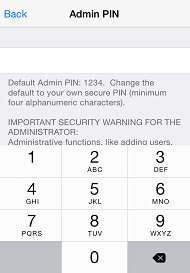 Back Admin PIN
Default Admin PIN: 1234. Change the
default to your own secure PIN (minimum
four alphanumeric characters).
IMPORTANT SECURITY WARNING FOR THE
ADMINISTRATOR:
Administrative functions, like adding users,
1 2 3
ABC DEF
4 5 6
GHI JKL MNO
7 8 9
PQRS TUV WXYZ
0